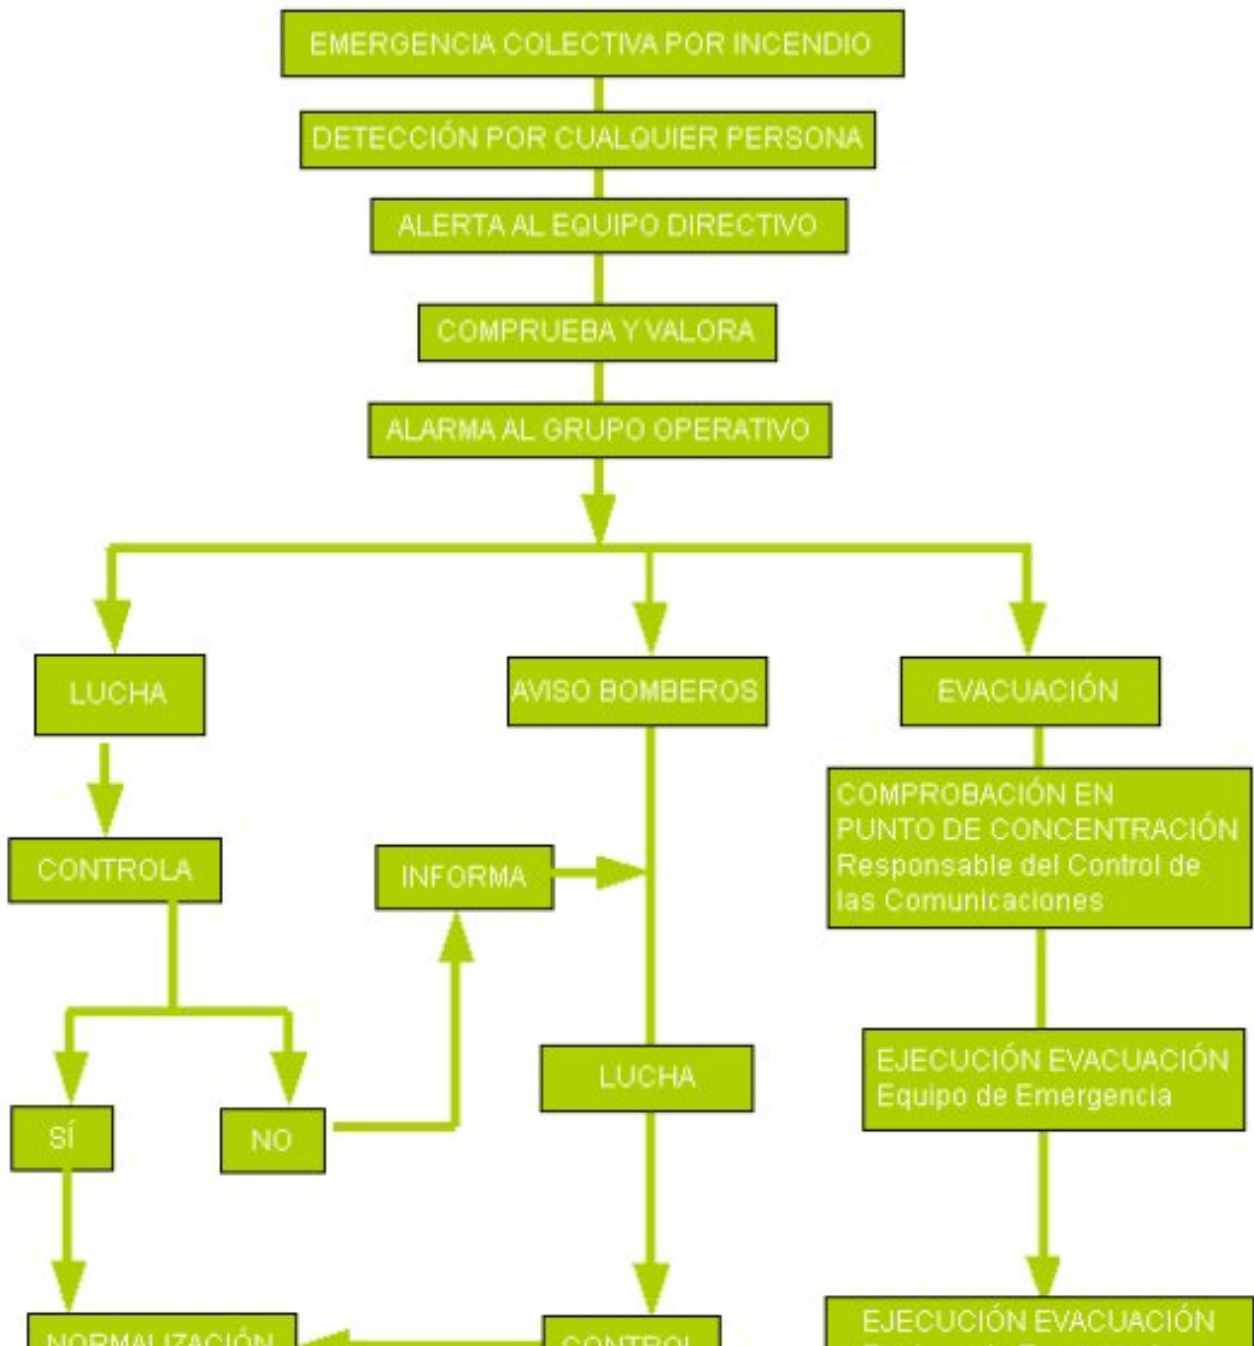 EMERGENCIA COLECTIVA POR INCENDIO
DETECCIÓN POR CUALQUIER PERSONA
ALERTA AL EQUIPO DIRECTIVO
COMPRUEBA Y VALORA
ALARMA AL GRUPO OPERATIVO
LUCHA
AVISO BOMBEROS
EVACUACIÓN
COMPROBACIÓN EN
PUNTO DE CONCENTRACIÓN
Responsable del Control de
las Comunicaciones
CONTROLA
INFORMA
EJECUCIÓN EVACUACIÓN
Equipo de Emergencia
LUCHA
SÍ
NO
NORMALIZACIÓN
CONTROL
EJECUCIÓN EVACUACIÓN